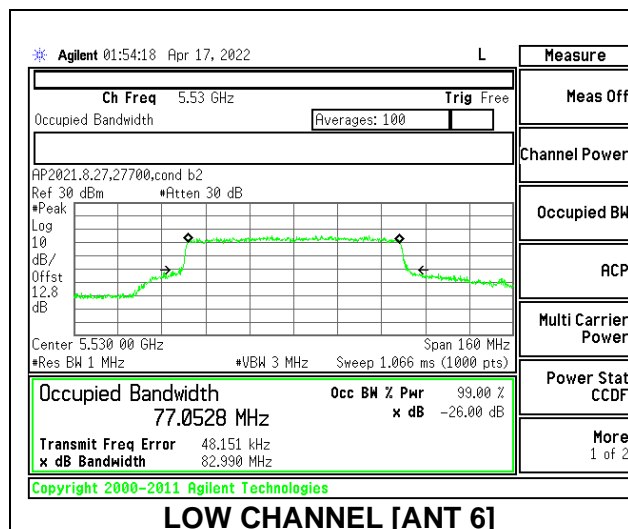 Agilent 01:54:18 Apr 17, 2022 L
Measure
Ch Freq 5.53 GHz Trig Free
Occupied Bandwidth Averages: 100
AP2021.8.27,27700,cond b2
Ref 30 dBm #Atten 30 dB
#Peak
Log
10
dB/
Offst
12.8
dB
Center 5.530 00 GHz Span 160 MHz
#Res BW 1 MHz #VBW 3 MHz Sweep 1.066 ms (1000 pts)
Occupied Bandwidth Occ BW % Pwr 99.00 %
77.0528 MHz x dB -26.00 dB
Transmit Freq Error 48.151 kHz
x dB Bandwidth 82.990 MHz
Copyright 2000-2011 Agilent Technologies
Meas Off
Channel Power
Occupied BW
ACP
Multi Carrier
Power
Power Stat
CCDF
More
1 of 2
LOW CHANNEL [ANT 6]